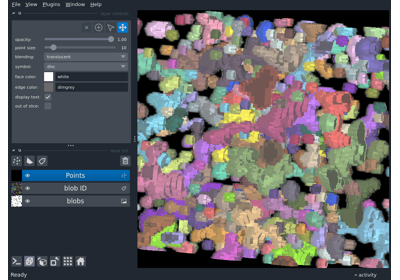 File View Plugins Window Help
opacity: 1.00
point size: 10
blending: translucent
symbol: disc
face color: white
edge color: dimgrey
display text:
out of slice:
Points
blob ID
blobs
Ready
activity